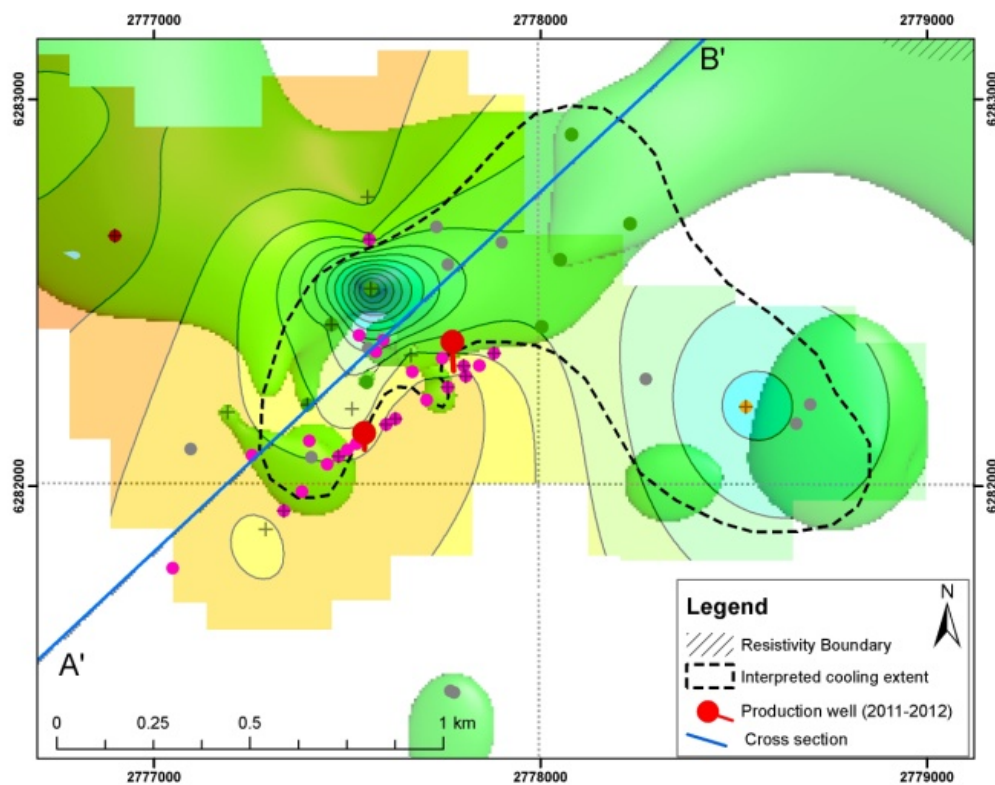 2777000 2778000 2779000
B'
6283000 6283000
6282000 6282000
A'
Legend
N
Resistivity Boundary
Interpreted cooling extent
Production well (2011-2012)
Cross section
0 0.25 0.5 1 km
2777000 2778000 2779000